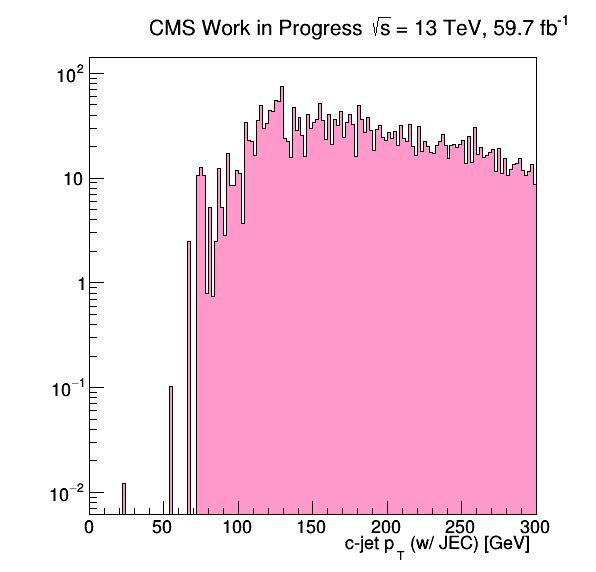 CMS Work in Progress √s = 13 TeV, 59.7 fb⁻¹
10²
10
1
10⁻¹
10⁻²
0 50 100 150 200 250 300
c-jet p_T (w/ JEC) [GeV]